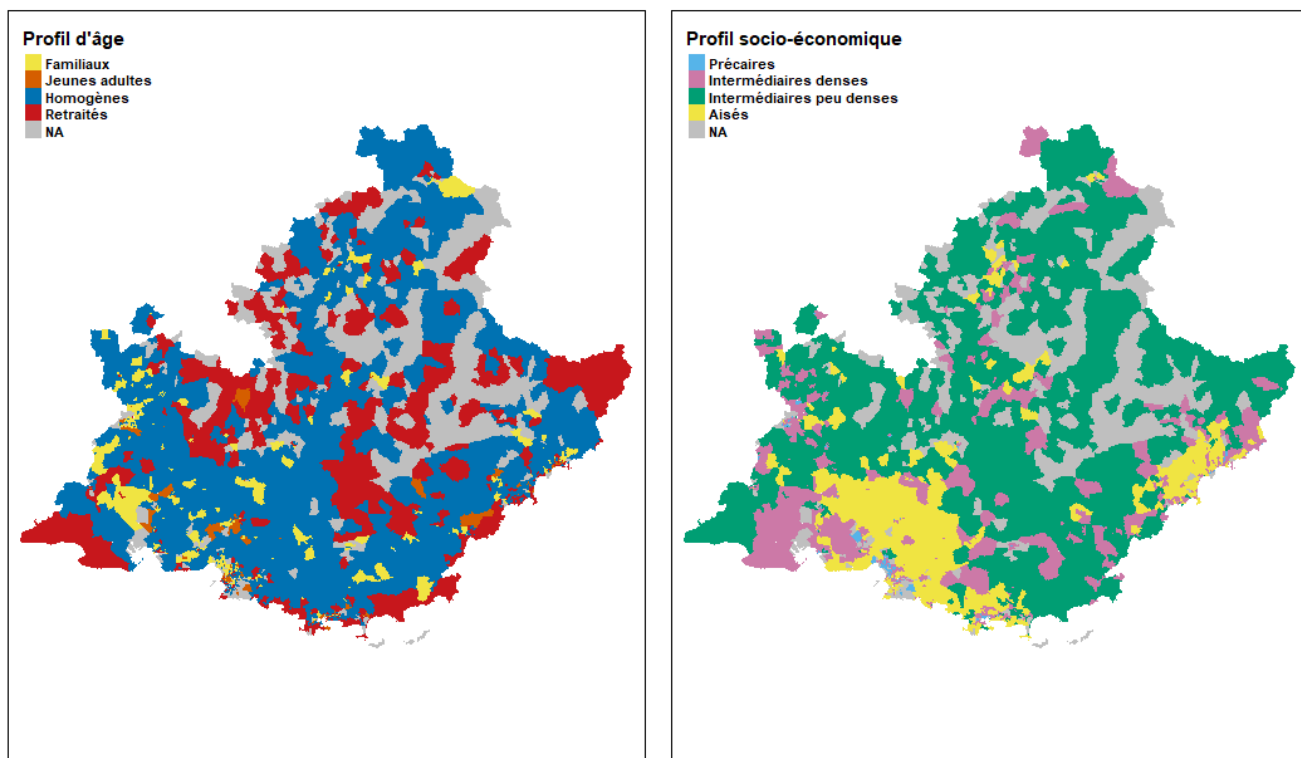 Profil d'âge
Familiaux
Jeunes adultes
Homogènes
Retraités
NA
Profil socio-économique
Précaires
Intermédiaires denses
Intermédiaires peu denses
Aisés
NA